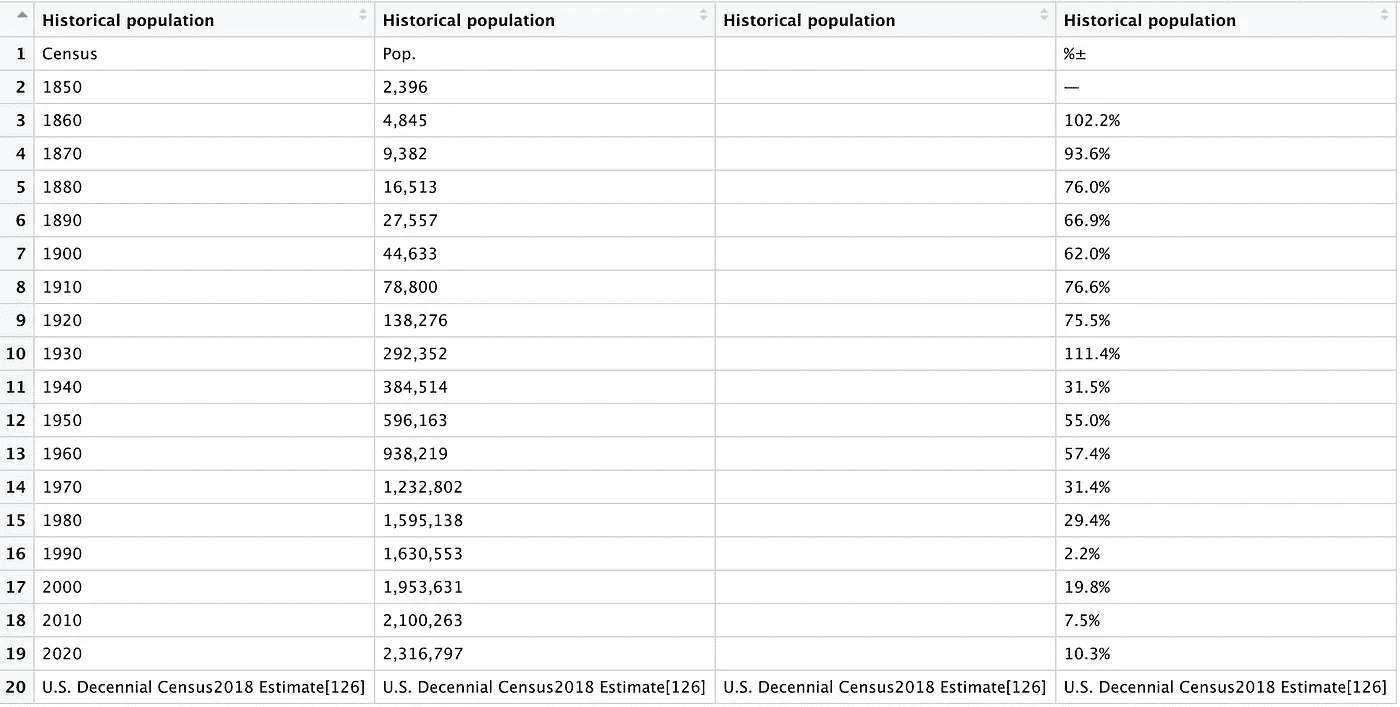 Historical population Historical population Historical population Historical population
1 Census Pop. %±
2 1850 2,396 —
3 1860 4,845 102.2%
4 1870 9,382 93.6%
5 1880 16,513 76.0%
6 1890 27,557 66.9%
7 1900 44,633 62.0%
8 1910 78,800 76.6%
9 1920 138,276 75.5%
10 1930 292,352 111.4%
11 1940 384,514 31.5%
12 1950 596,163 55.0%
13 1960 938,219 57.4%
14 1970 1,232,802 31.4%
15 1980 1,595,138 29.4%
16 1990 1,630,553 2.2%
17 2000 1,953,631 19.8%
18 2010 2,100,263 7.5%
19 2020 2,316,797 10.3%
20 U.S. Decennial Census2018 Estimate[126] U.S. Decennial Census2018 Estimate[126] U.S. Decennial Census2018 Estimate[126] U.S. Decennial Census2018 Estimate[126]